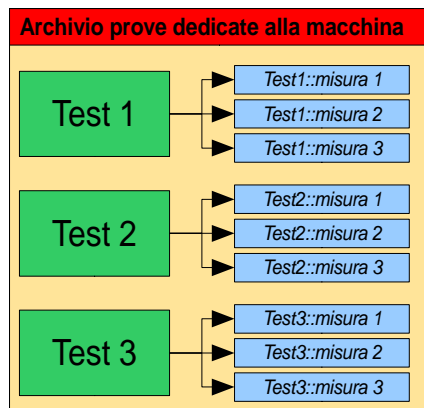 Archivio prove dedicate alla macchina
Test 1
Test1::misura 1
Test1::misura 2
Test1::misura 3
Test 2
Test2::misura 1
Test2::misura 2
Test2::misura 3
Test 3
Test3::misura 1
Test3::misura 2
Test3::misura 3